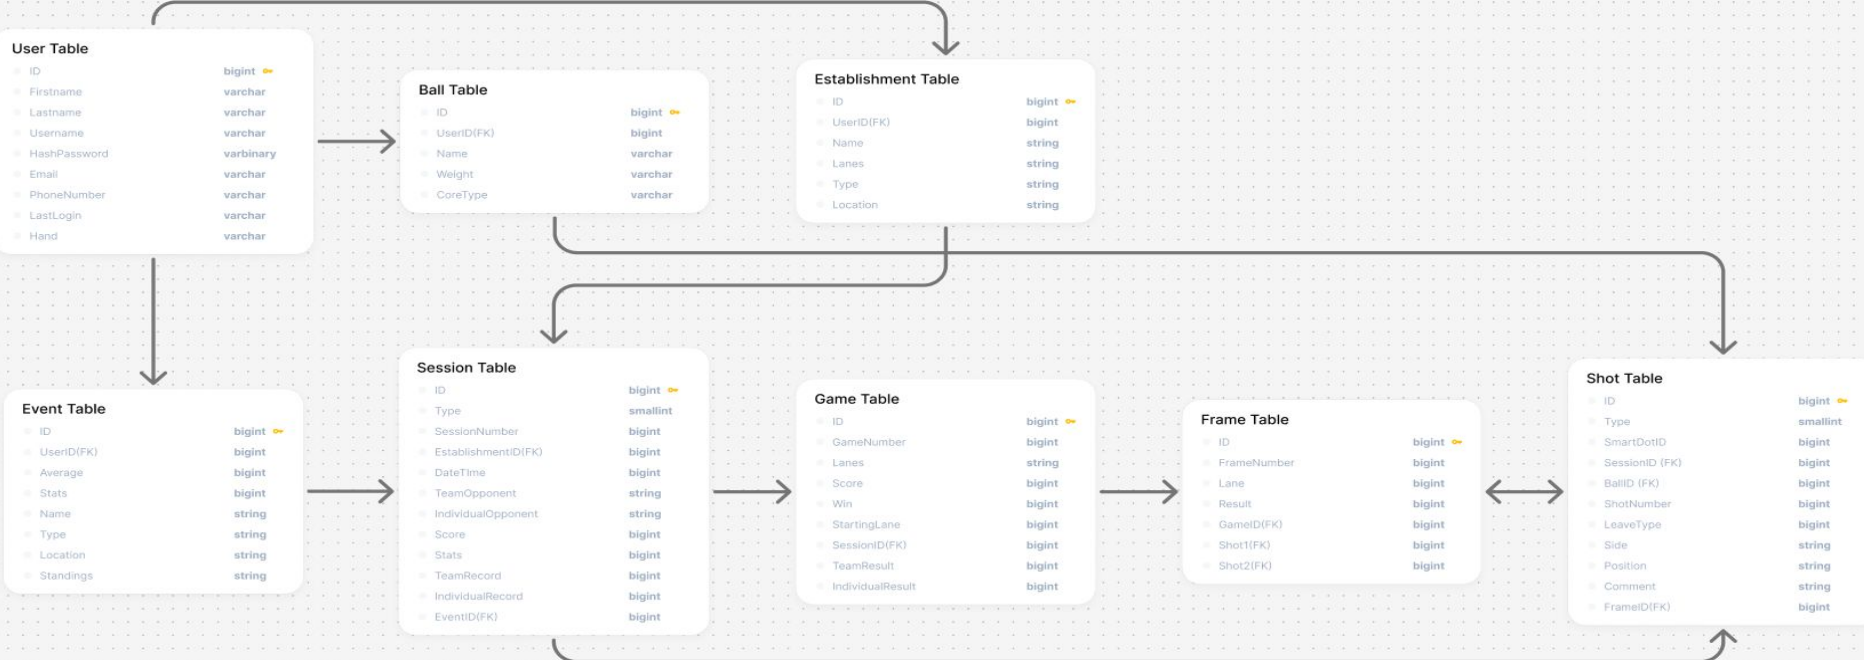 User Table
ID bigint
Firstname varchar
Lastname varchar
Username varchar
HashPassword varbinary
Email varchar
PhoneNumber varchar
LastLogin varchar
Hand varchar
Ball Table
ID bigint
UserID(FK) bigint
Name varchar
Weight varchar
CoreType varchar
Establishment Table
ID bigint
UserID(FK) bigint
Name string
Lanes string
Type string
Location string
Event Table
ID bigint
UserID(FK) bigint
Average bigint
Stats bigint
Name string
Type string
Location string
Standings string
Session Table
ID bigint
Type smallint
SessionNumber bigint
EstablishmentID(FK) bigint
DateTime bigint
TeamOpponent string
IndividualOpponent string
Score bigint
Stats bigint
TeamRecord bigint
IndividualRecord bigint
EventID(FK) bigint
Game Table
ID bigint
GameNumber bigint
Lanes string
Score bigint
Win bigint
StartingLane bigint
SessionID(FK) bigint
TeamResult bigint
IndividualResult bigint
Frame Table
ID bigint
FrameNumber bigint
Lane bigint
Result bigint
GameID(FK) bigint
Shot1(FK) bigint
Shot2(FK) bigint
Shot Table
ID bigint
Type smallint
SmartDotID bigint
SessionID (FK) bigint
BallID (FK) bigint
ShotNumber bigint
LeaveType bigint
Side string
Position string
Comment string
FrameID(FK) bigint